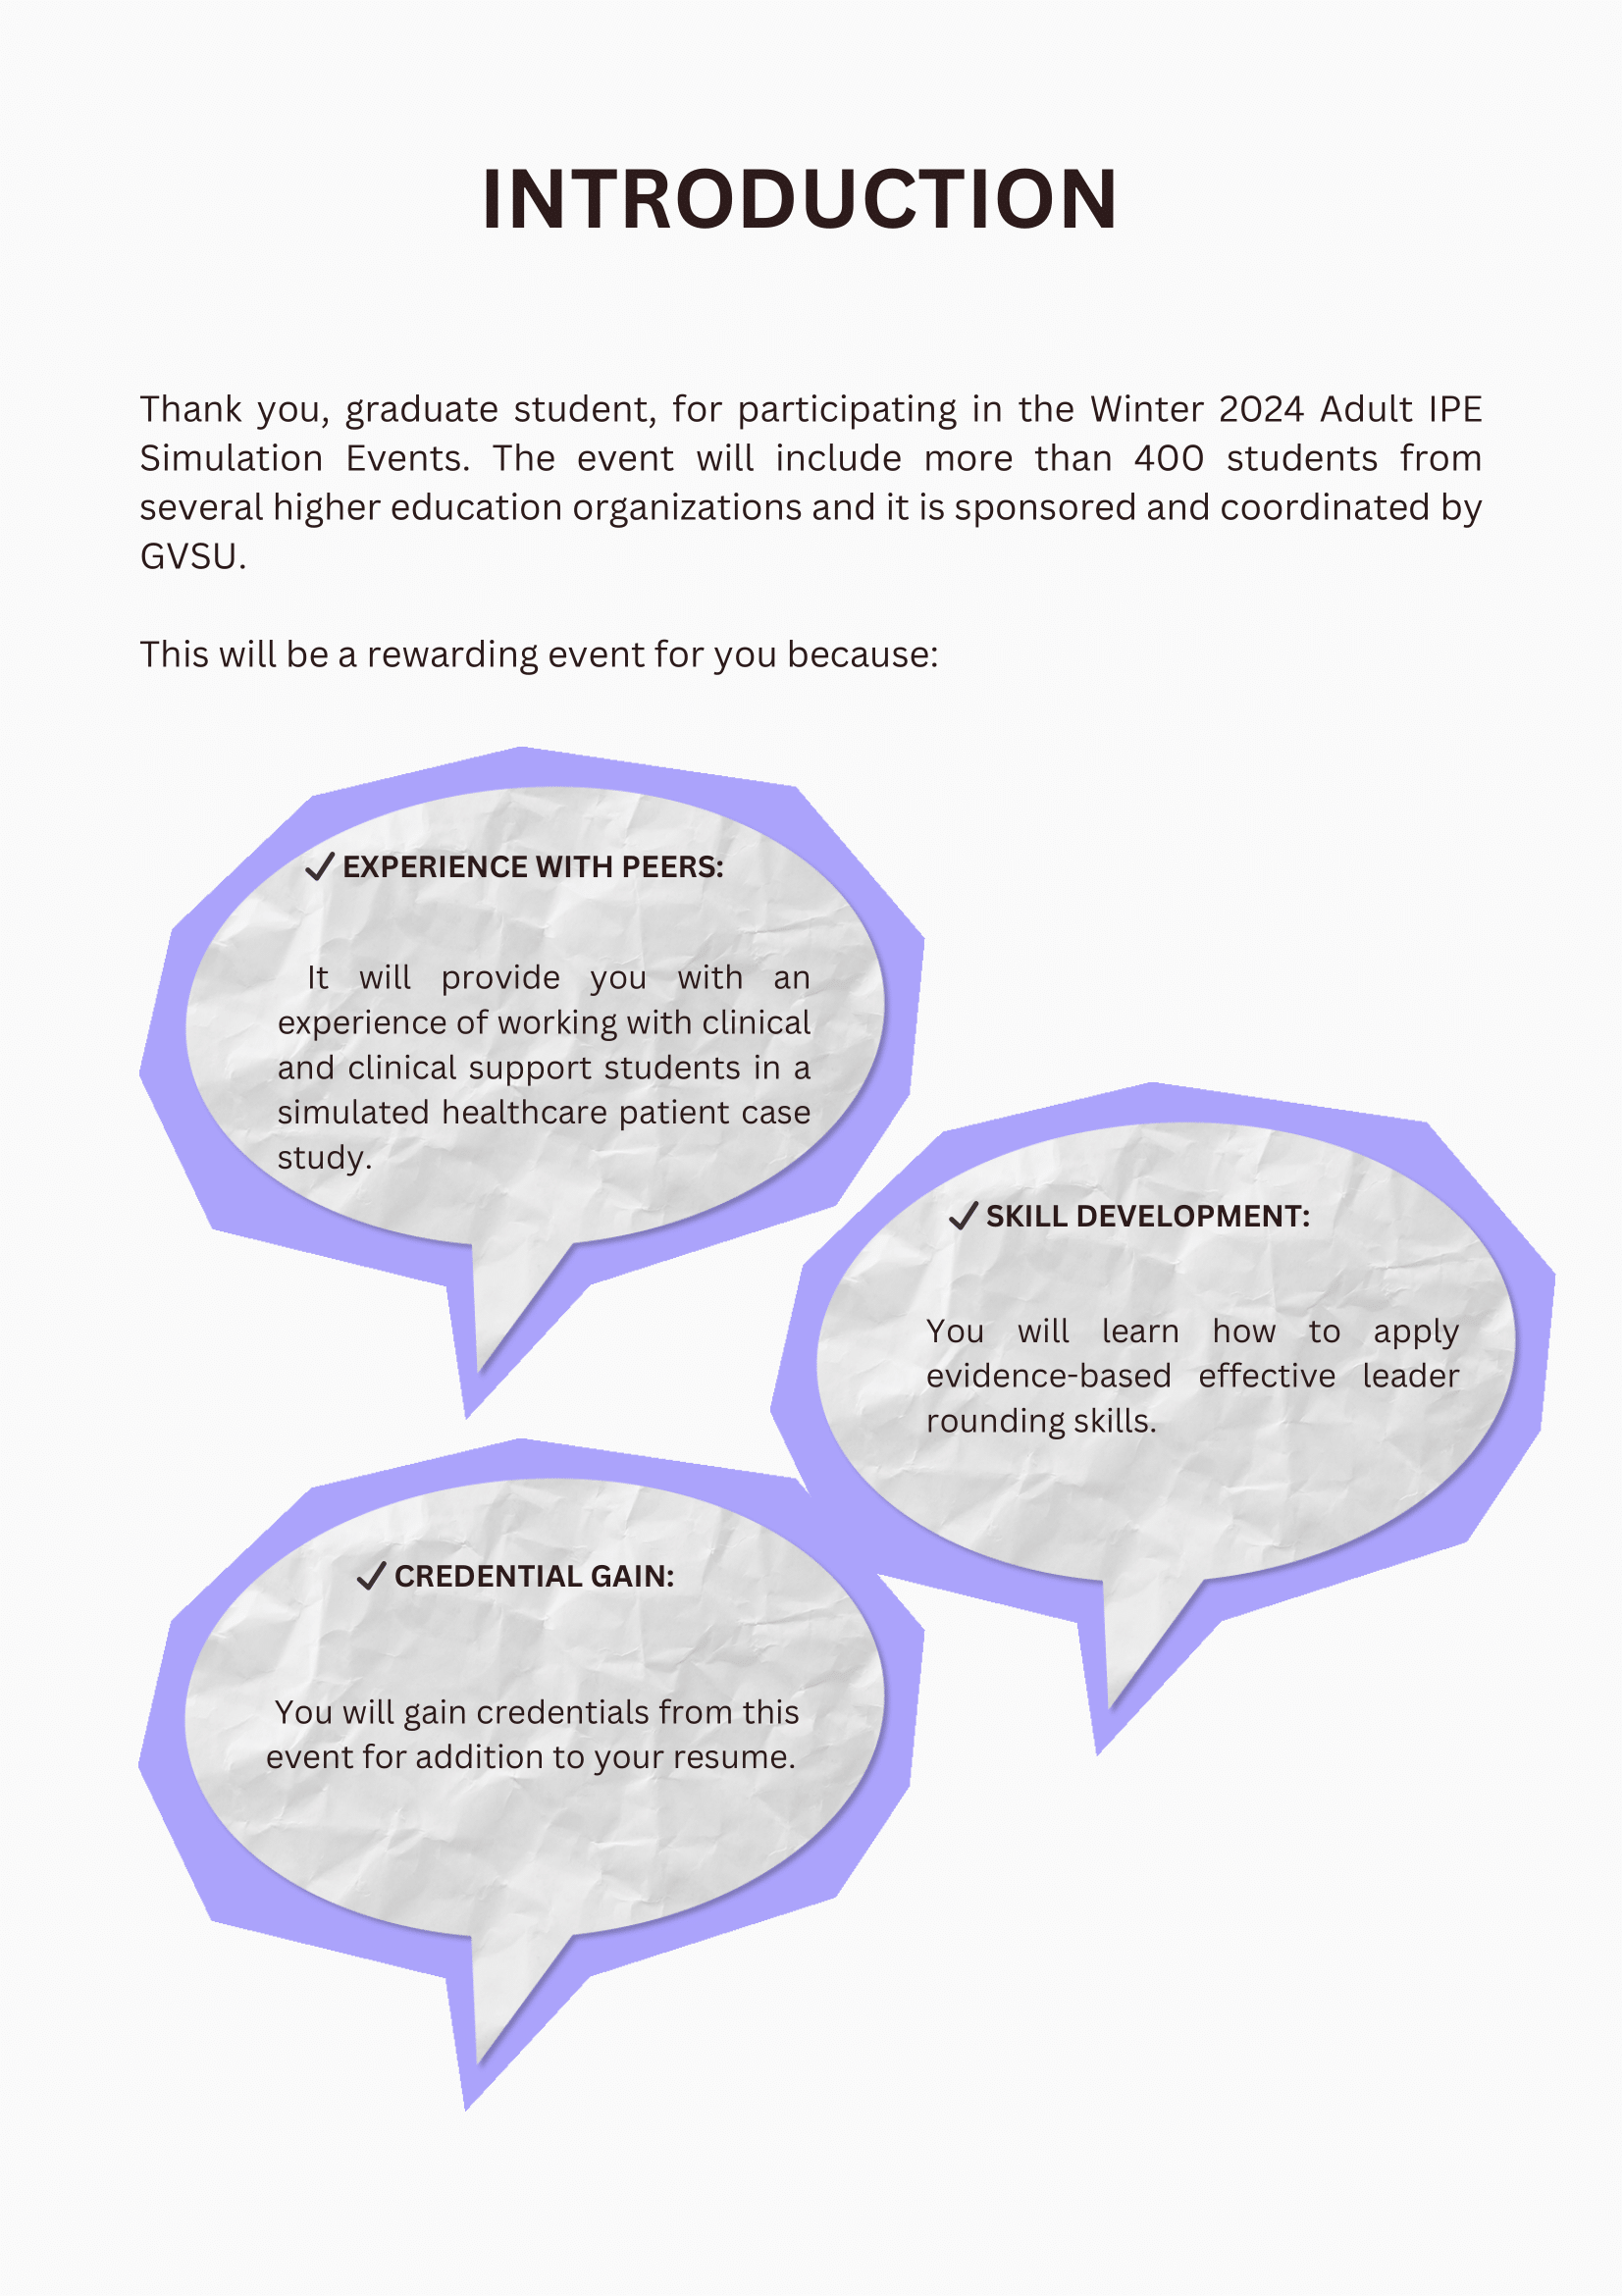 INTRODUCTION
Thank you, graduate student, for participating in the Winter 2024 Adult IPE
Simulation Events. The event will include more than 400 students from
several higher education organizations and it is sponsored and coordinated by
GVSU.
This will be a rewarding event for you because:
✓ EXPERIENCE WITH PEERS:
It will provide you with an
experience of working with clinical
and clinical support students in a
simulated healthcare patient case
study.
✓ SKILL DEVELOPMENT:
You will learn how to apply
evidence-based effective leader
rounding skills.
✓ CREDENTIAL GAIN:
You will gain credentials from this
event for addition to your resume.